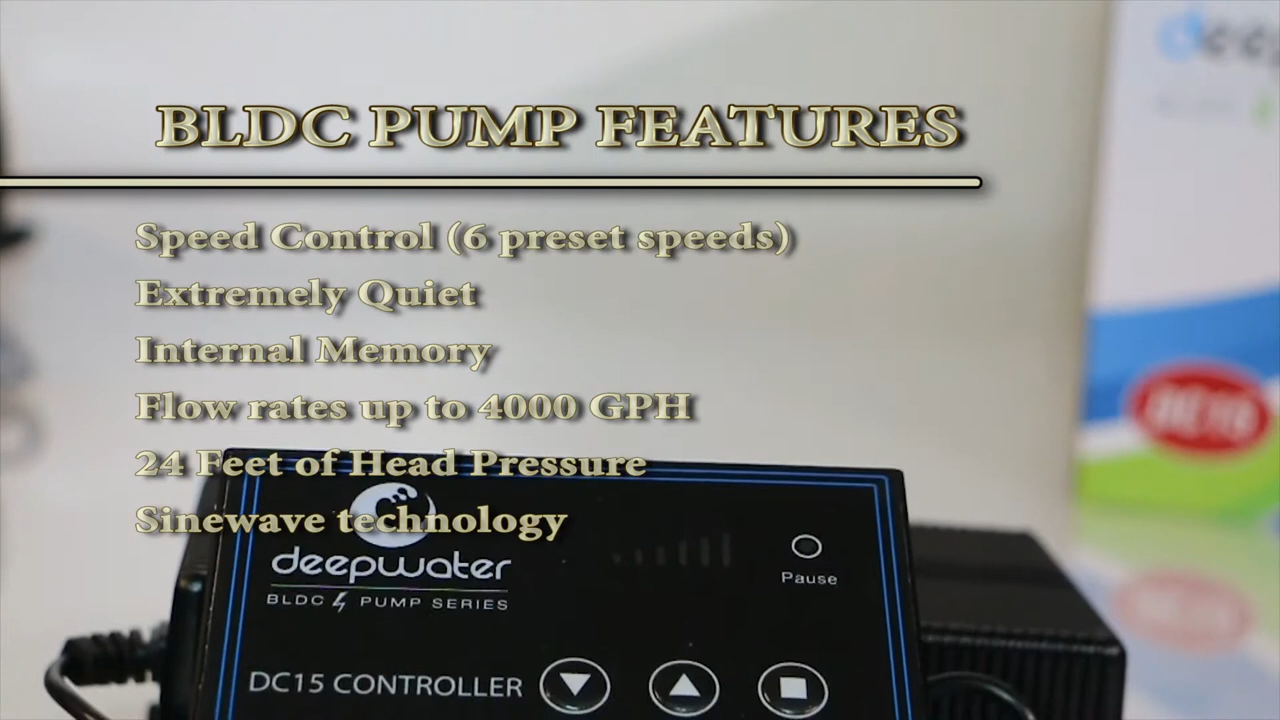 BLDC PUMP FEATURES
Speed Control (6 preset speeds)
Extremely Quiet
Internal Memory
Flow rates up to 4000 GPH
24 Feet of Head Pressure
Sinewave technology
deepwater
BLDC PUMP SERIES
Pause
DC15 CONTROLLER